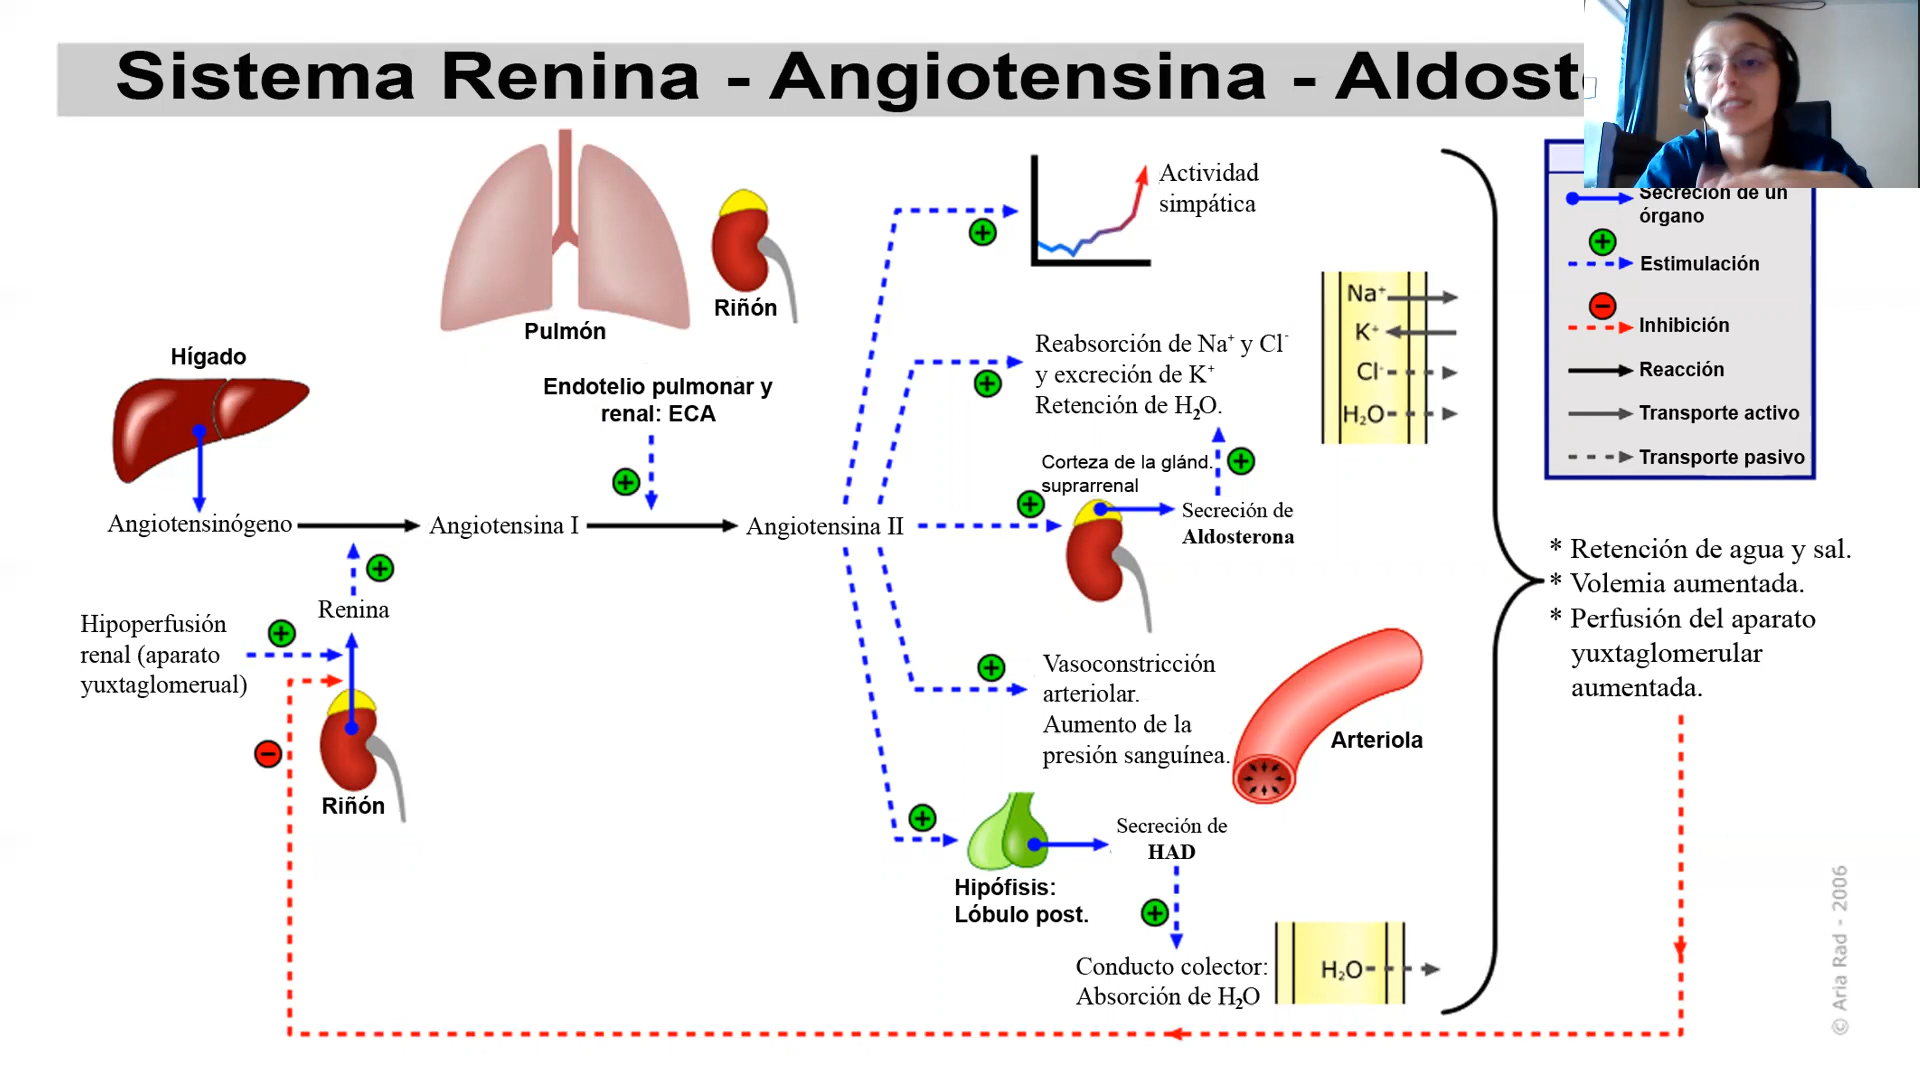 Sistema Renina - Angiotensina - Aldost
Pulmón
Riñón
Hígado
Endotelio pulmonar y
renal: ECA
Angiotensinógeno
Angiotensina I
Angiotensina II
Renina
Hipoperfusión
renal (aparato
yuxtaglomerual)
Riñón
Actividad
simpática
Reabsorción de Na⁺ y Cl⁻
y excreción de K⁺
Retención de H₂O.
Na⁺
K⁺
Cl⁻
H₂O
Corteza de la glánd.
suprarrenal
Secreción de
Aldosterona
Vasoconstricción
arteriolar.
Aumento de la
presión sanguínea.
Arteriola
Hipófisis:
Lóbulo post.
Secreción de
HAD
Conducto colector:
Absorción de H₂O
H₂O
Secreción de un
órgano
Estimulación
Inhibición
Reacción
Transporte activo
Transporte pasivo
* Retención de agua y sal.
* Volemia aumentada.
* Perfusión del aparato
yuxtaglomerular
aumentada.
© Aria Rad - 2006